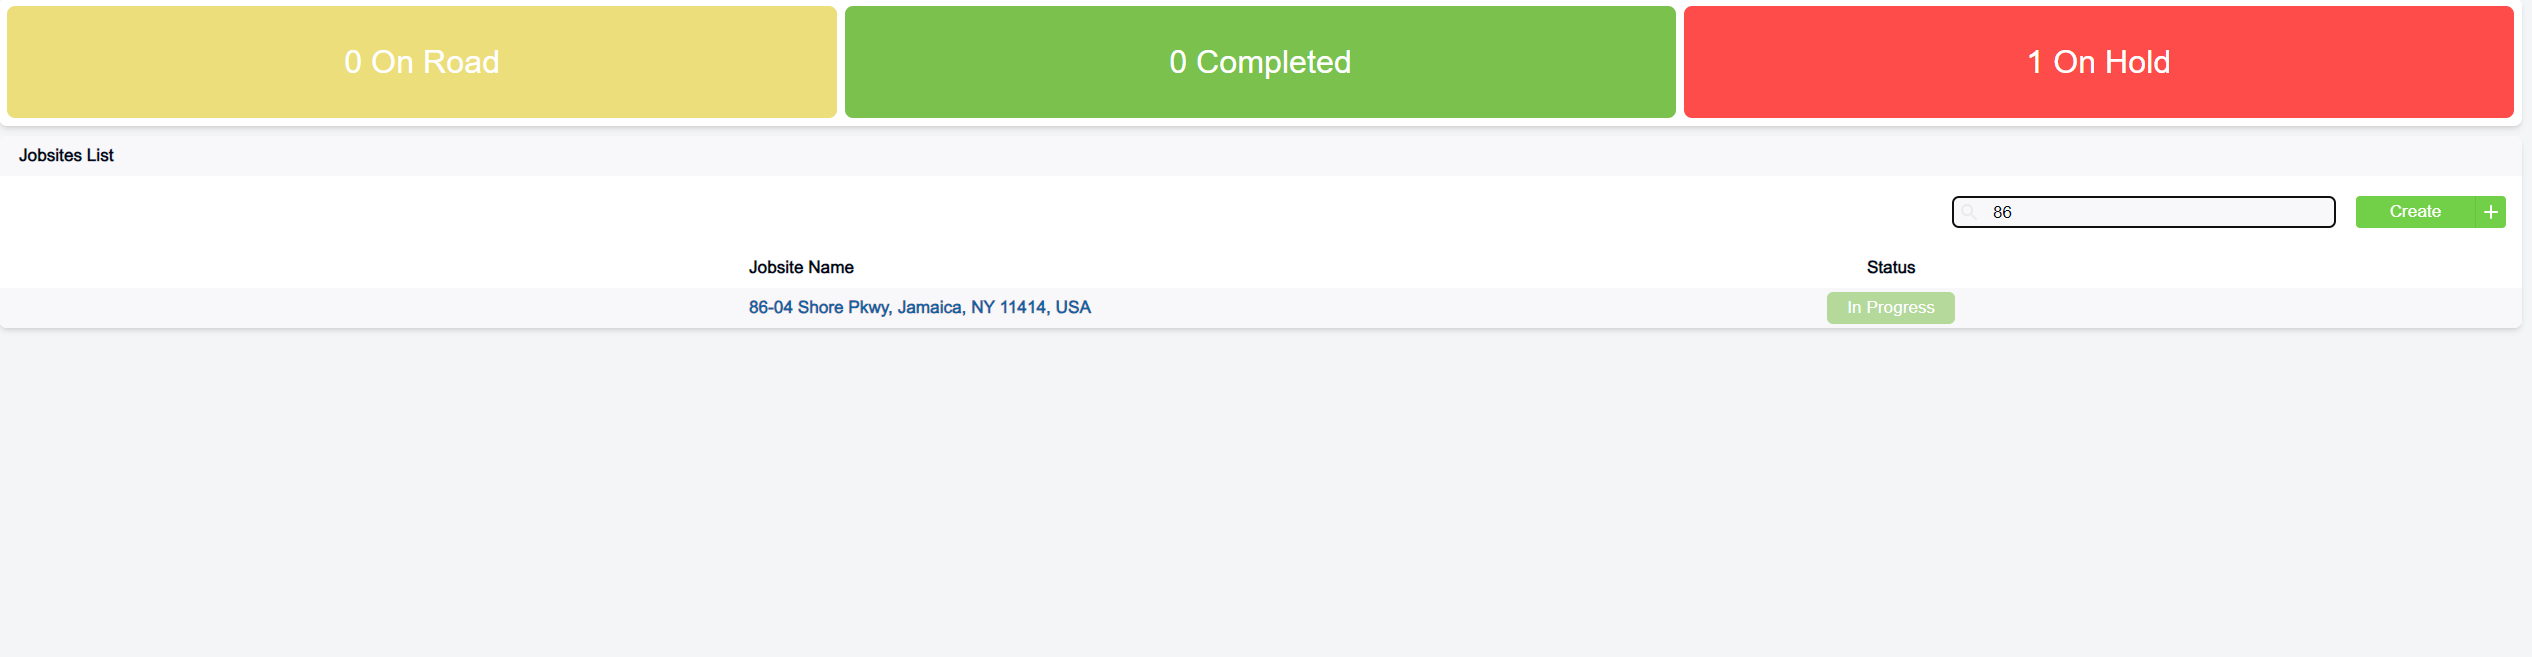 0 On Road
0 Completed
1 On Hold
Jobsites List
86
Create +
Jobsite Name
Status
86-04 Shore Pkwy, Jamaica, NY 11414, USA
In Progress